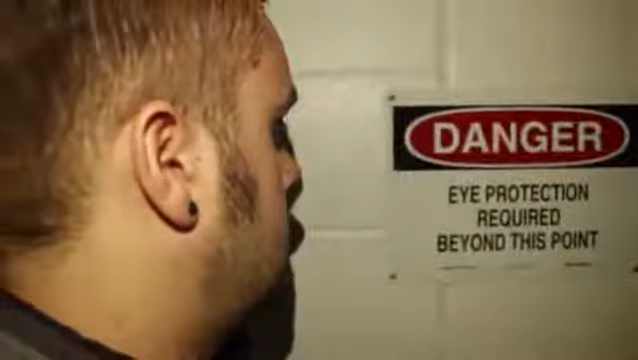 DANGER
EYE PROTECTION
REQUIRED
BEYOND THIS POINT